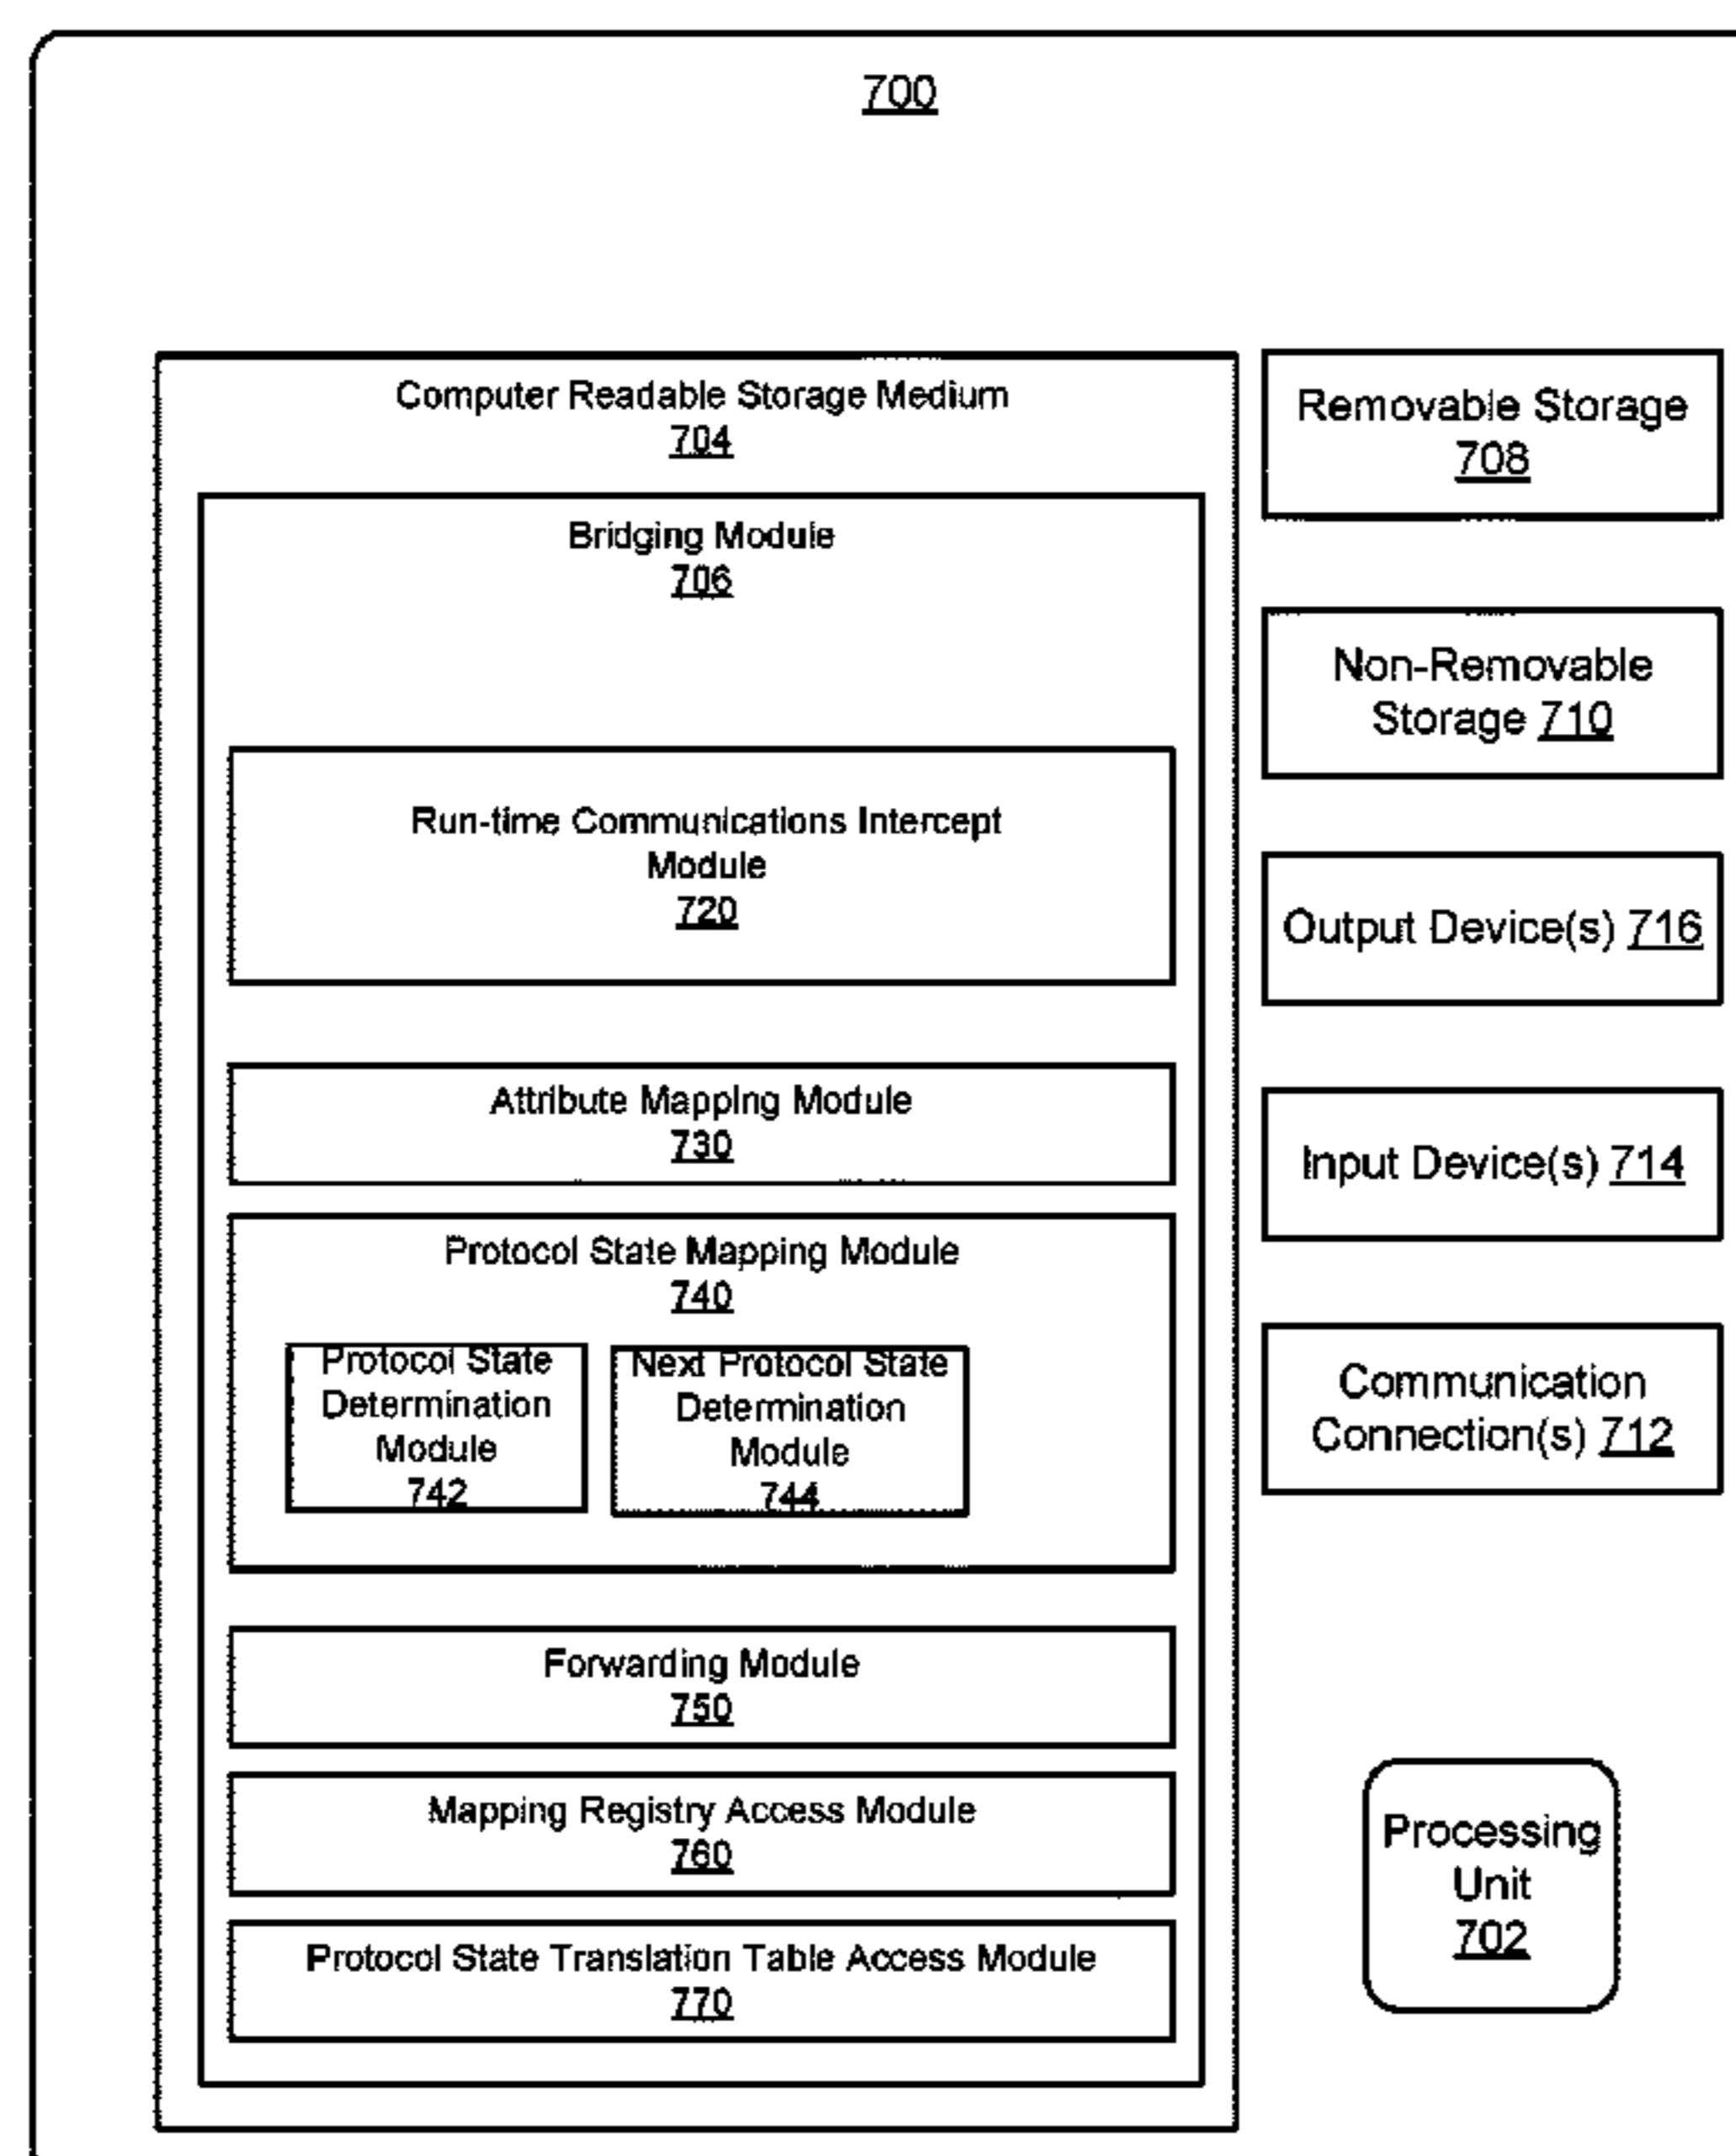 700
Computer Readable Storage Medium
704
Bridging Module
706
Run-time Communications Intercept
Module
720
Attribute Mapping Module
730
Protocol State Mapping Module
740
Protocol State
Determination
Module
742
Next Protocol State
Determination
Module
744
Forwarding Module
750
Mapping Registry Access Module
760
Protocol State Translation Table Access Module
770
Removable Storage
708
Non-Removable
Storage 710
Output Device(s) 716
Input Device(s) 714
Communication
Connection(s) 712
Processing
Unit
702